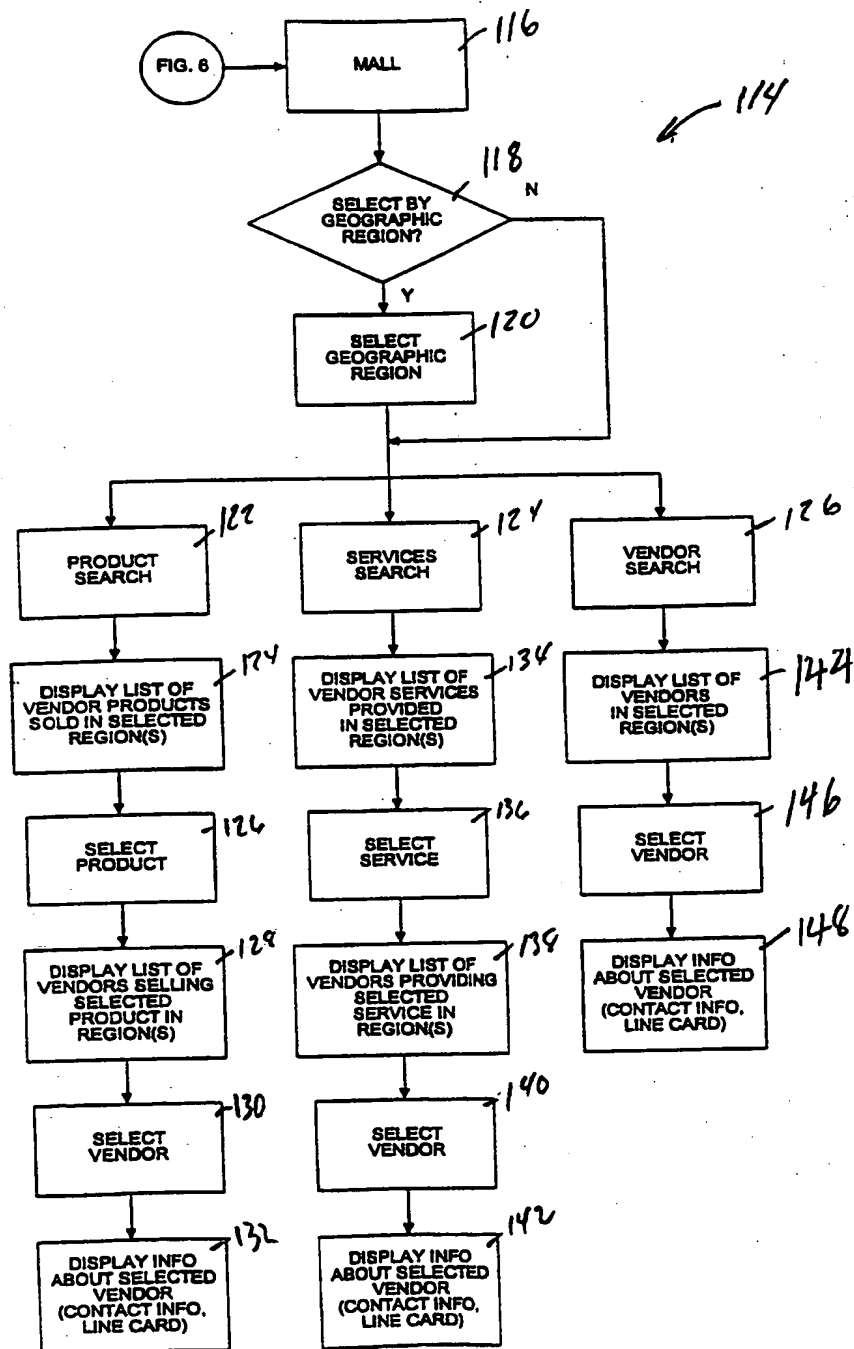 116
FIG. 6
MALL
114
118
N
SELECT BY
GEOGRAPHIC
REGION?
Y
120
SELECT
GEOGRAPHIC
REGION
122
124
126
PRODUCT
SEARCH
SERVICES
SEARCH
VENDOR
SEARCH
124
134
144
DISPLAY LIST OF
VENDOR PRODUCTS
SOLD IN SELECTED
REGION(S)
DISPLAY LIST OF
VENDOR SERVICES
PROVIDED
IN SELECTED
REGION(S)
DISPLAY LIST OF
VENDORS
IN SELECTED
REGION(S)
126
136
146
SELECT
PRODUCT
SELECT
SERVICE
SELECT
VENDOR
128
138
148
DISPLAY LIST OF
VENDORS SELLING
SELECTED
PRODUCT IN
REGION(S)
DISPLAY LIST OF
VENDORS PROVIDING
SELECTED
SERVICE IN
REGION(S)
DISPLAY INFO
ABOUT SELECTED
VENDOR
(CONTACT INFO,
LINE CARD)
130
140
SELECT
VENDOR
SELECT
VENDOR
132
142
DISPLAY INFO
ABOUT SELECTED
VENDOR
(CONTACT INFO,
LINE CARD)
DISPLAY INFO
ABOUT SELECTED
VENDOR
(CONTACT INFO,
LINE CARD)